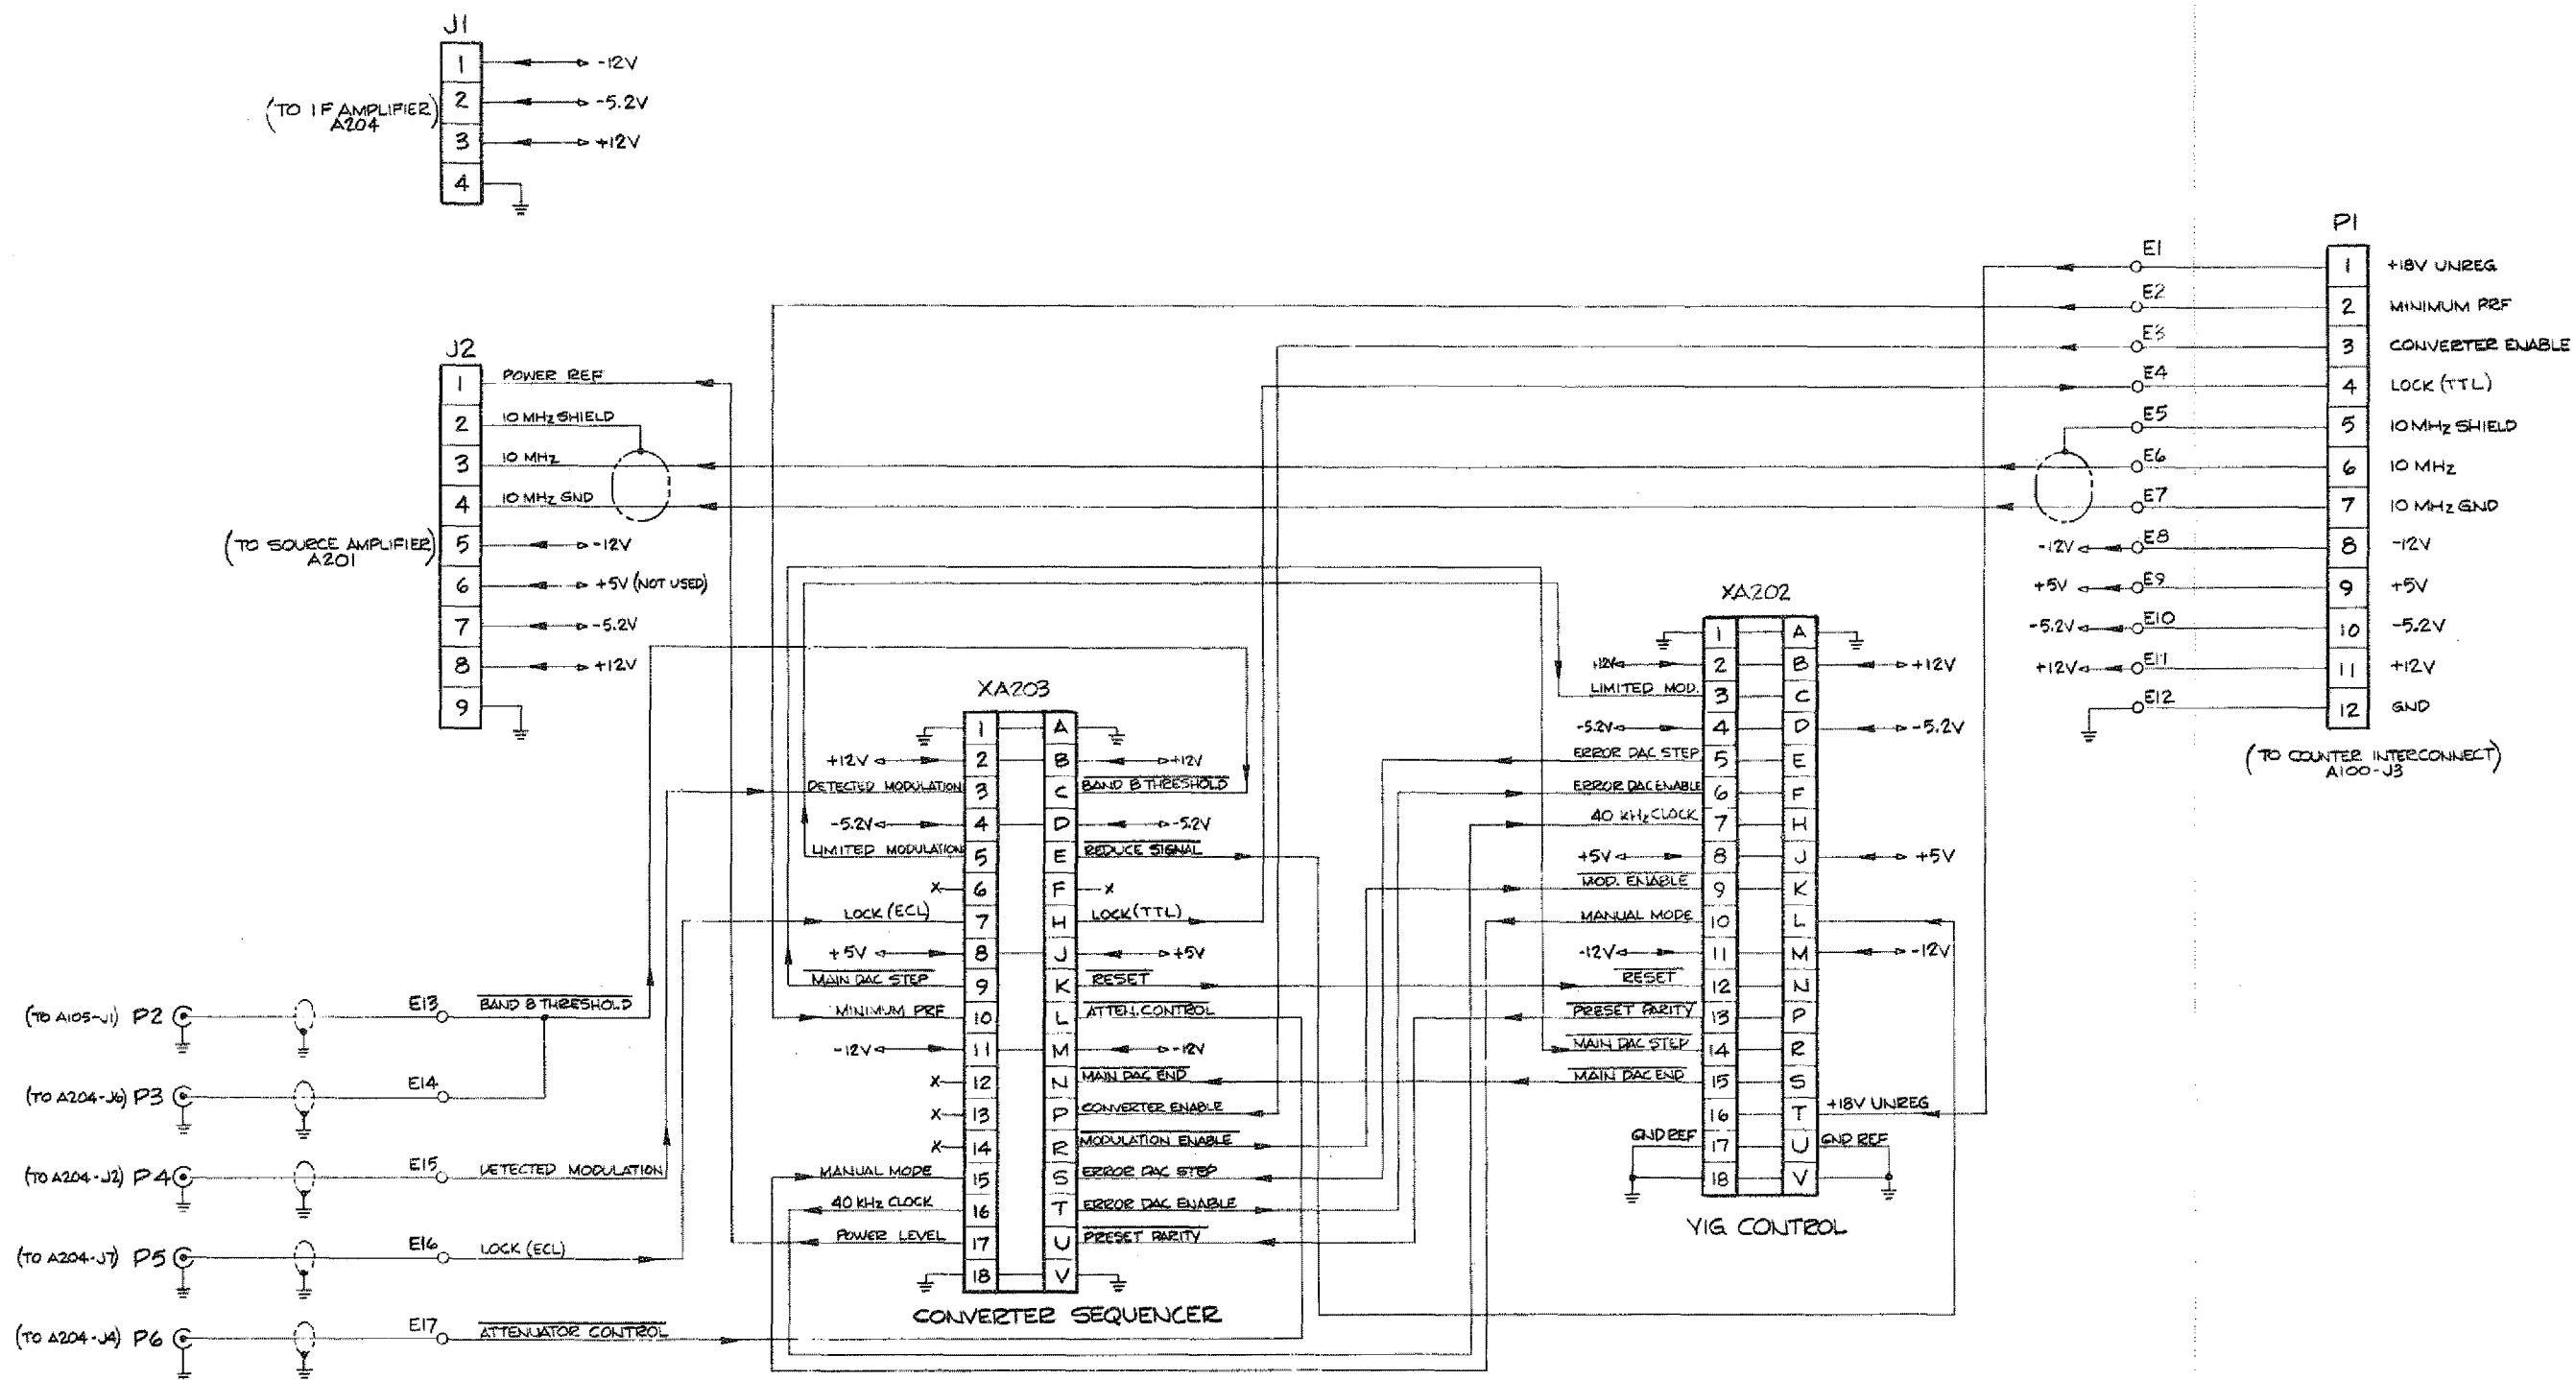 J1
1 -12V
2 -5.2V
3 +12V
4
(TO IF AMPLIFIER)
A204
J2
1 POWER REF
2 10 MHz SHIELD
3 10 MHz
4 10 MHz GND
5 -12V
6 +5V (NOT USED)
7 -5.2V
8 +12V
9
(TO SOURCE AMPLIFIER)
A201
P1
E1 1 +18V UNREG
E2 2 MINIMUM PRF
E3 3 CONVERTER ENABLE
E4 4 LOCK (TTL)
E5 5 10 MHz SHIELD
E6 6 10 MHz
E7 7 10 MHz GND
-12V E8 8 -12V
+5V E9 9 +5V
-5.2V E10 10 -5.2V
+12V E11 11 +12V
E12 12 GND
(TO COUNTER INTERCONNECT)
A100-J3
XA203
1 A
+12V 2 B +12V
DETECTED MODULATION 3 C BAND B THRESHOLD
-5.2V 4 D -5.2V
LIMITED MODULATION 5 E REDUCE SIGNAL
X 6 F X
LOCK (ECL) 7 H LOCK (TTL)
+5V 8 J +5V
MAIN DAC STEP 9 K RESET
MINIMUM PRF 10 L ATTEN. CONTROL
-12V 11 M -12V
X 12 N MAIN DAC END
X 13 P CONVERTER ENABLE
X 14 R MODULATION ENABLE
MANUAL MODE 15 S ERROR DAC STEP
40 KHz CLOCK 16 T ERROR DAC ENABLE
POWER LEVEL 17 U PRESET PARITY
18 V
CONVERTER SEQUENCER
XA202
1 A
+12V 2 B +12V
LIMITED MOD. 3 C
-5.2V 4 D -5.2V
ERROR DAC STEP 5 E
ERROR DAC ENABLE 6 F
40 KHz CLOCK 7 H
+5V 8 J +5V
MOD. ENABLE 9 K
MANUAL MODE 10 L
-12V 11 M -12V
RESET 12 N
PRESET PARITY 13 P
MAIN DAC STEP 14 R
MAIN DAC END 15 S
16 T +18V UNREG
GND REF 17 U GND REF
18 V
YIG CONTROL
(TO A105-J1) P2 E13 BAND B THRESHOLD
(TO A204-J6) P3 E14
(TO A204-J2) P4 E15 DETECTED MODULATION
(TO A204-J7) P5 E16 LOCK (ECL)
(TO A204-J4) P6 E17 ATTENUATOR CONTROL